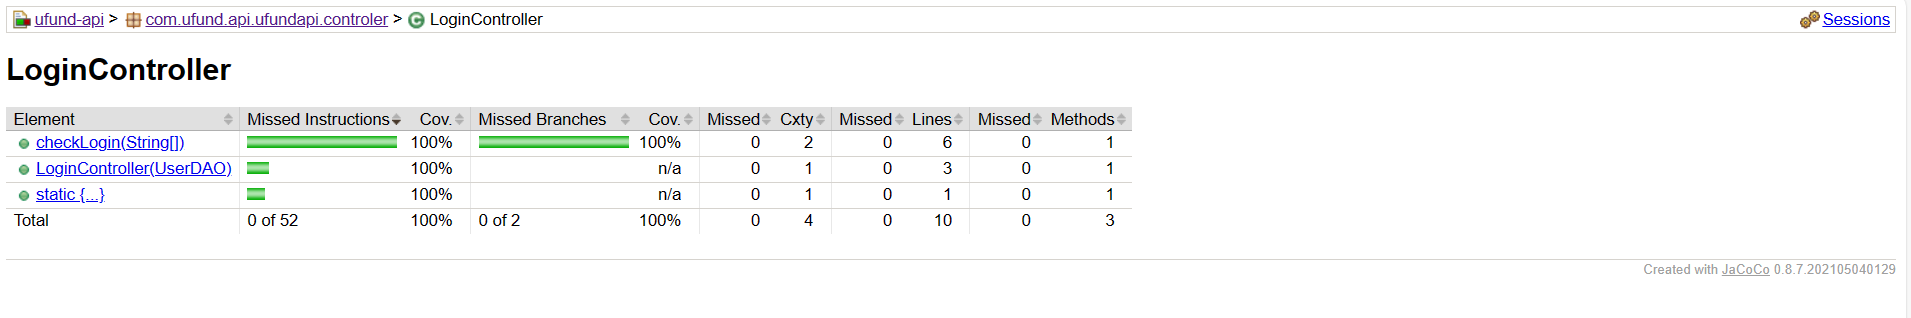 ufund-api > com.ufund.api.ufundapi.controler > LoginController Sessions
LoginController
Element Missed Instructions Cov. Missed Branches Cov. Missed Cxty Missed Lines Missed Methods
checkLogin(String[]) 100% 100% 0 2 0 6 0 1
LoginController(UserDAO) 100% n/a 0 1 0 3 0 1
static {...} 100% n/a 0 1 0 1 0 1
Total 0 of 52 100% 0 of 2 100% 0 4 0 10 0 3
Created with JaCoCo 0.8.7.202105040129